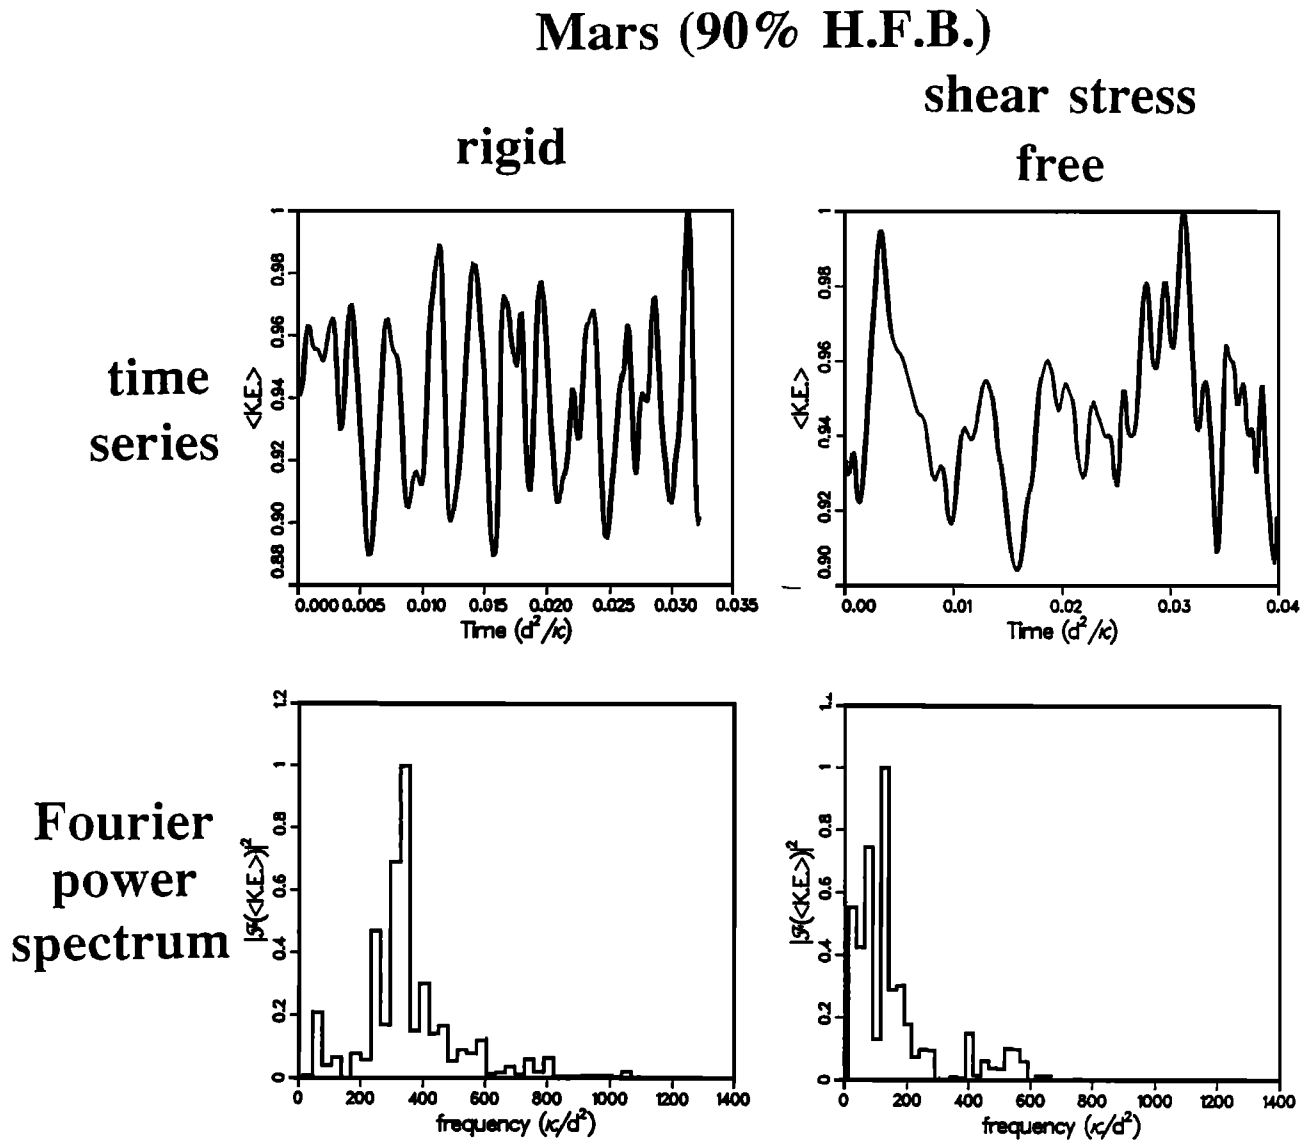 Mars (90% H.F.B.)
rigid
shear stress
free
time
series
<K.E.>
1
0.98
0.96
0.94
0.92
0.90
0.88
0.000 0.005 0.010 0.015 0.020 0.025 0.030 0.035
Time (d²/κ)
<K.E.>
1
0.98
0.96
0.94
0.92
0.90
0.00 0.01 0.02 0.03 0.04
Time (d²/κ)
Fourier
power
spectrum
|ℱ(<K.E.>)|²
1.2
1
0.8
0.6
0.4
0.2
0
0 200 400 600 800 1000 1200 1400
frequency (κ/d²)
|ℱ(<K.E.>)|²
1
0.8
0.6
0.4
0.2
0
0 200 400 600 800 1000 1200 1400
frequency (κ/d²)